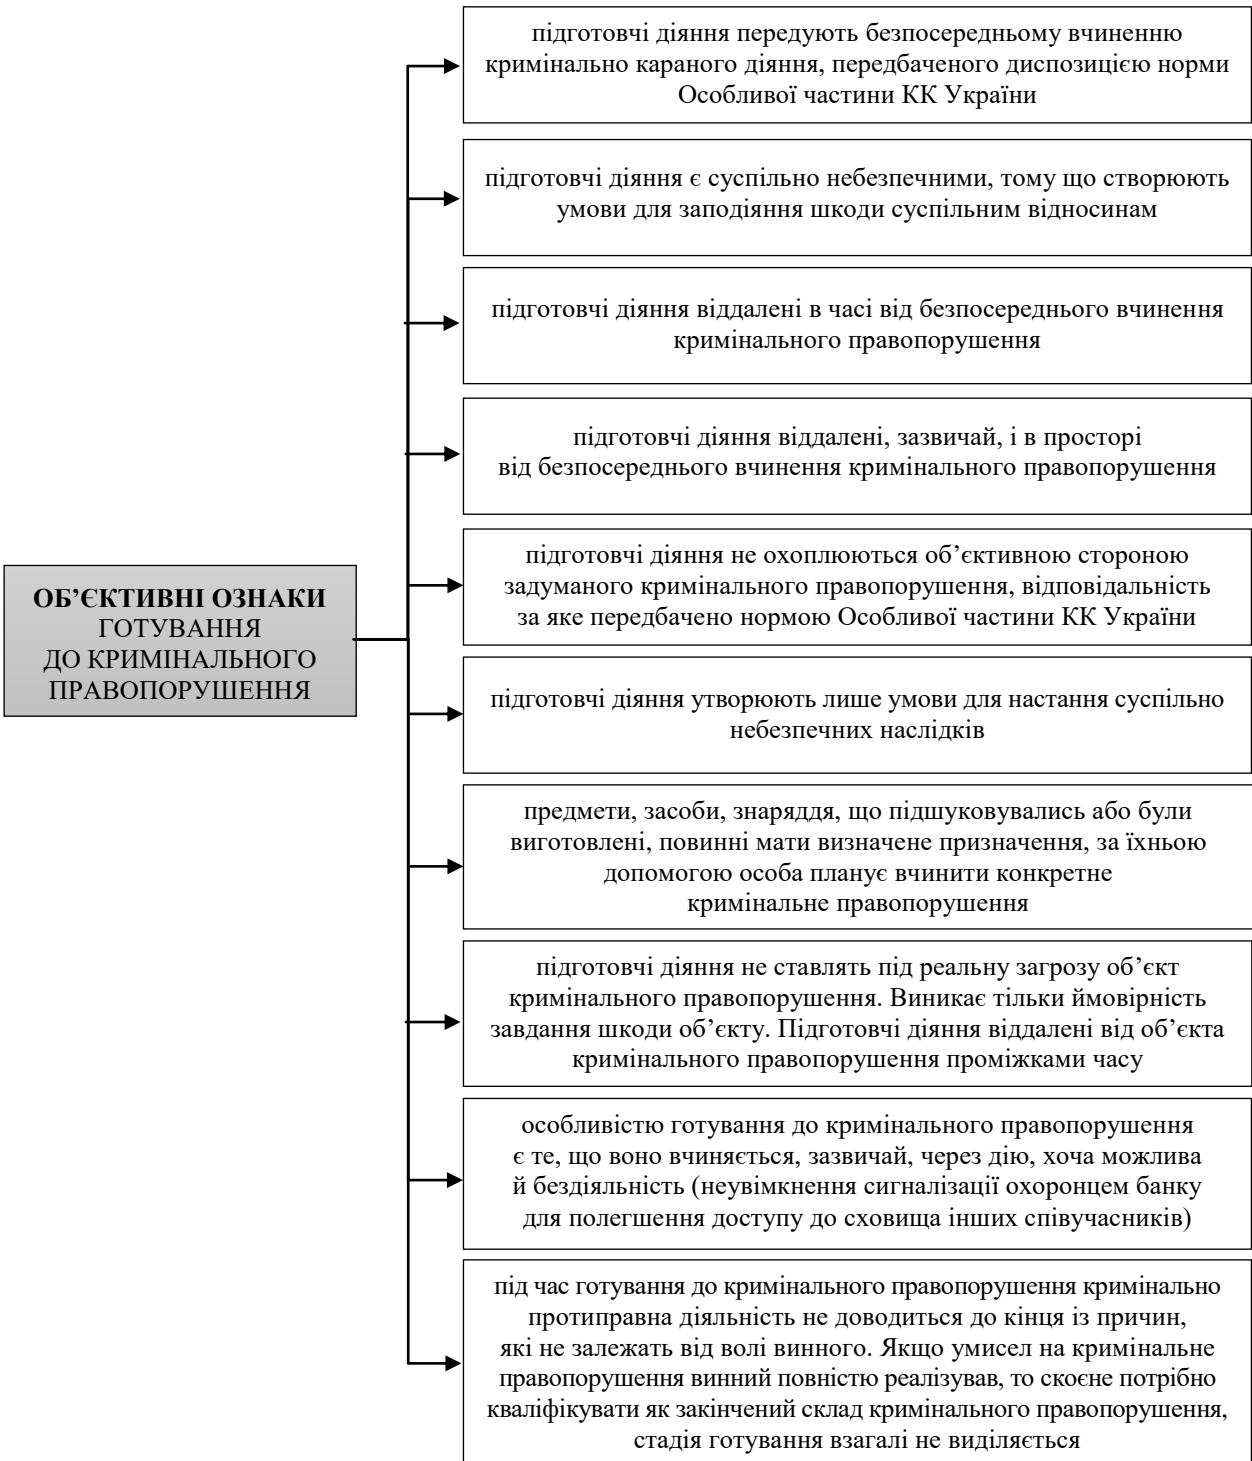 підготовчі діяння передують безпосередньому вчиненню
кримінально караного діяння, передбаченого диспозицією норми
Особливої частини КК України
підготовчі діяння є суспільно небезпечними, тому що створюють
умови для заподіяння шкоди суспільним відносинам
підготовчі діяння віддалені в часі від безпосереднього вчинення
кримінального правопорушення
підготовчі діяння віддалені, зазвичай, і в просторі
від безпосереднього вчинення кримінального правопорушення
підготовчі діяння не охоплюються об’єктивною стороною
задуманого кримінального правопорушення, відповідальність
за яке передбачено нормою Особливої частини КК України
ОБ’ЄКТИВНІ ОЗНАКИ
ГОТУВАННЯ
ДО КРИМІНАЛЬНОГО
ПРАВОПОРУШЕННЯ
підготовчі діяння утворюють лише умови для настання суспільно
небезпечних наслідків
предмети, засоби, знаряддя, що підшуковувались або були
виготовлені, повинні мати визначене призначення, за їхньою
допомогою особа планує вчинити конкретне
кримінальне правопорушення
підготовчі діяння не ставлять під реальну загрозу об’єкт
кримінального правопорушення. Виникає тільки ймовірність
завдання шкоди об’єкту. Підготовчі діяння віддалені від об’єкта
кримінального правопорушення проміжками часу
особливістю готування до кримінального правопорушення
є те, що воно вчиняється, зазвичай, через дію, хоча можлива
й бездіяльність (неувімкнення сигналізації охоронцем банку
для полегшення доступу до сховища інших співучасників)
під час готування до кримінального правопорушення кримінально
протиправна діяльність не доводиться до кінця із причин,
які не залежать від волі винного. Якщо умисел на кримінальне
правопорушення винний повністю реалізував, то скоєне потрібно
кваліфікувати як закінчений склад кримінального правопорушення,
стадія готування взагалі не виділяється